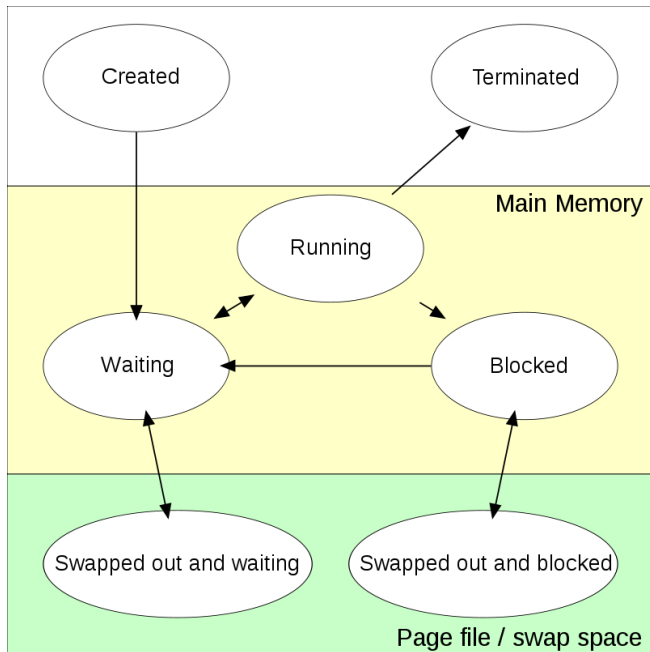 Created
Terminated
Main Memory
Running
Waiting
Blocked
Swapped out and waiting
Swapped out and blocked
Page file / swap space